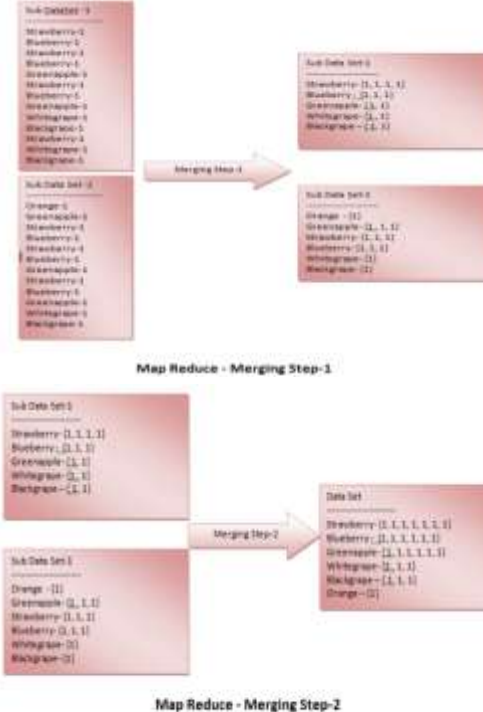 Sub DataSet -1
Strawberry-1
Blueberry-1
Strawberry-1
Blueberry-1
Greenapple-1
Strawberry-1
Blueberry-1
Greenapple-1
Whitegrape-1
Blackgrape-1
Strawberry-1
Whitegrape-1
Blackgrape-1
Sub Data Set -2
Orange-1
Greenapple-1
Strawberry-1
Blueberry-1
Strawberry-1
Blueberry-1
Greenapple-1
Strawberry-1
Blueberry-1
Greenapple-1
Whitegrape-1
Blackgrape-1
Merging Step-1
Sub Data Set-1
Strawberry-[1, 1, 1, 1]
Blueberry-[1, 1, 1]
Greenapple-[1, 1]
Whitegrape-[1, 1]
Blackgrape-[1, 1]
Sub Data Set-2
Orange -[1]
Greenapple-[1, 1, 1]
Strawberry-[1, 1, 1]
Blueberry-[1, 1, 1]
Whitegrape-[1]
Blackgrape-[1]
Map Reduce - Merging Step-1
Sub Data Set-1
Strawberry-[1, 1, 1, 1]
Blueberry-[1, 1, 1]
Greenapple-[1, 1]
Whitegrape-[1, 1]
Blackgrape-[1, 1]
Sub Data Set-2
Orange -[1]
Greenapple-[1, 1, 1]
Strawberry-[1, 1, 1]
Blueberry-[1, 1, 1]
Whitegrape-[1]
Blackgrape-[1]
Merging Step-2
Data Set
Strawberry-[1, 1, 1, 1, 1, 1, 1]
Blueberry-[1, 1, 1, 1, 1, 1]
Greenapple-[1, 1, 1, 1, 1]
Whitegrape-[1, 1, 1]
Blackgrape-[1, 1, 1]
Orange-[1]
Map Reduce - Merging Step-2